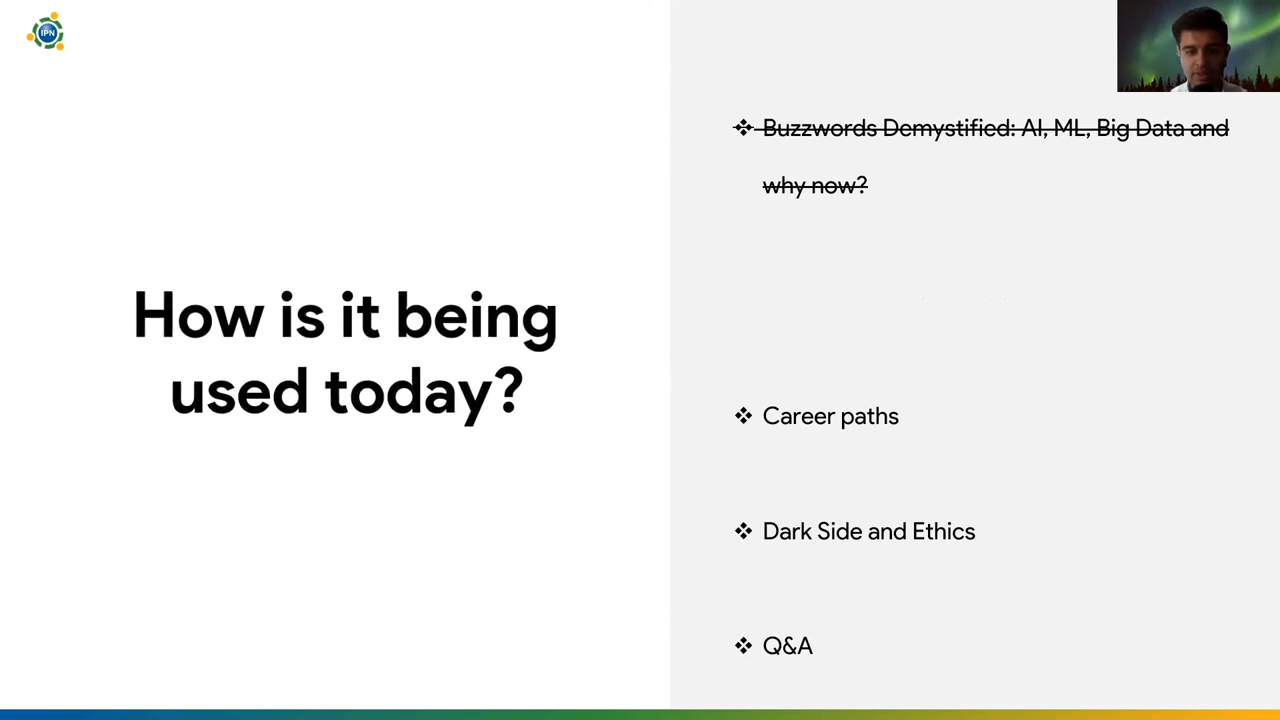 IPN
How is it being
used today?
❖ Buzzwords Demystified: AI, ML, Big Data and
why now?
❖ Career paths
❖ Dark Side and Ethics
❖ Q&A